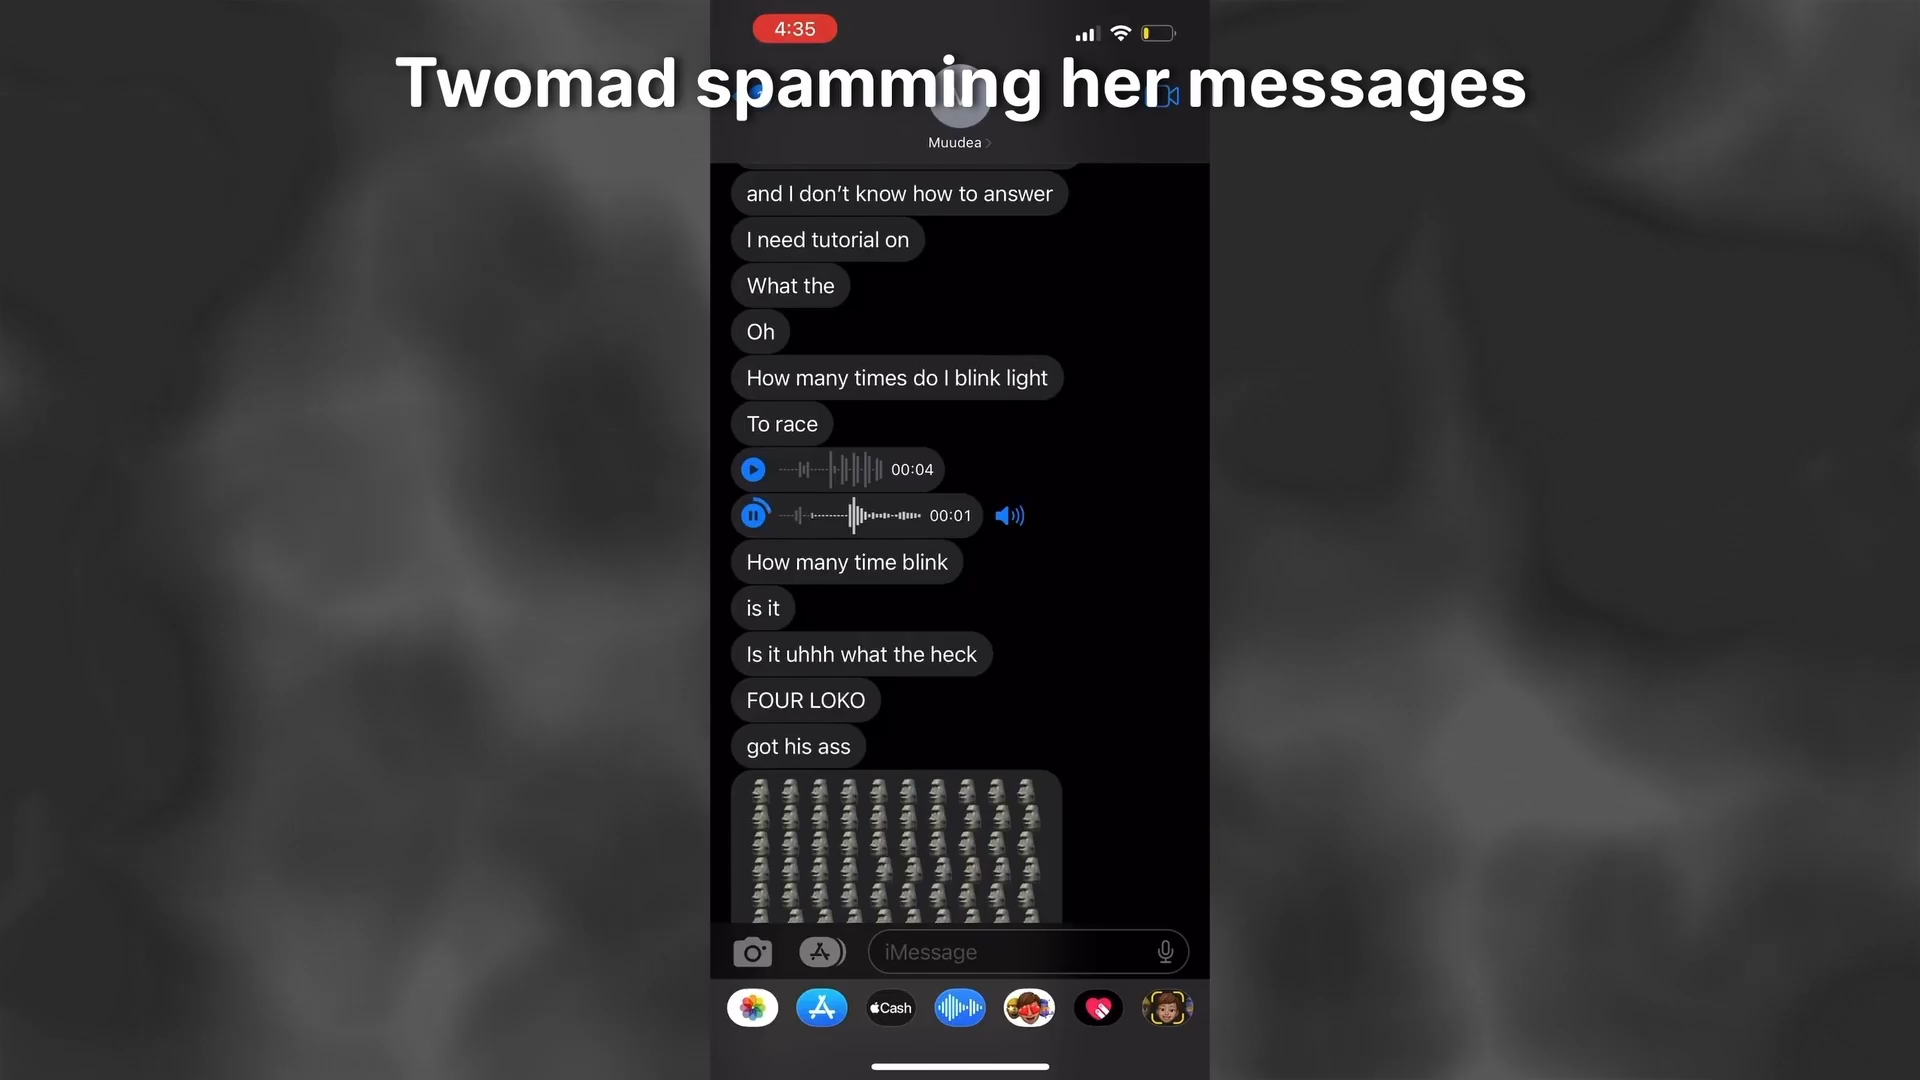 4:35
Twomad spamming her messages
Muudea
and I don't know how to answer
I need tutorial on
What the
Oh
How many times do I blink light
To race
00:04
00:01
How many time blink
is it
Is it uhhh what the heck
FOUR LOKO
got his ass
iMessage
Cash